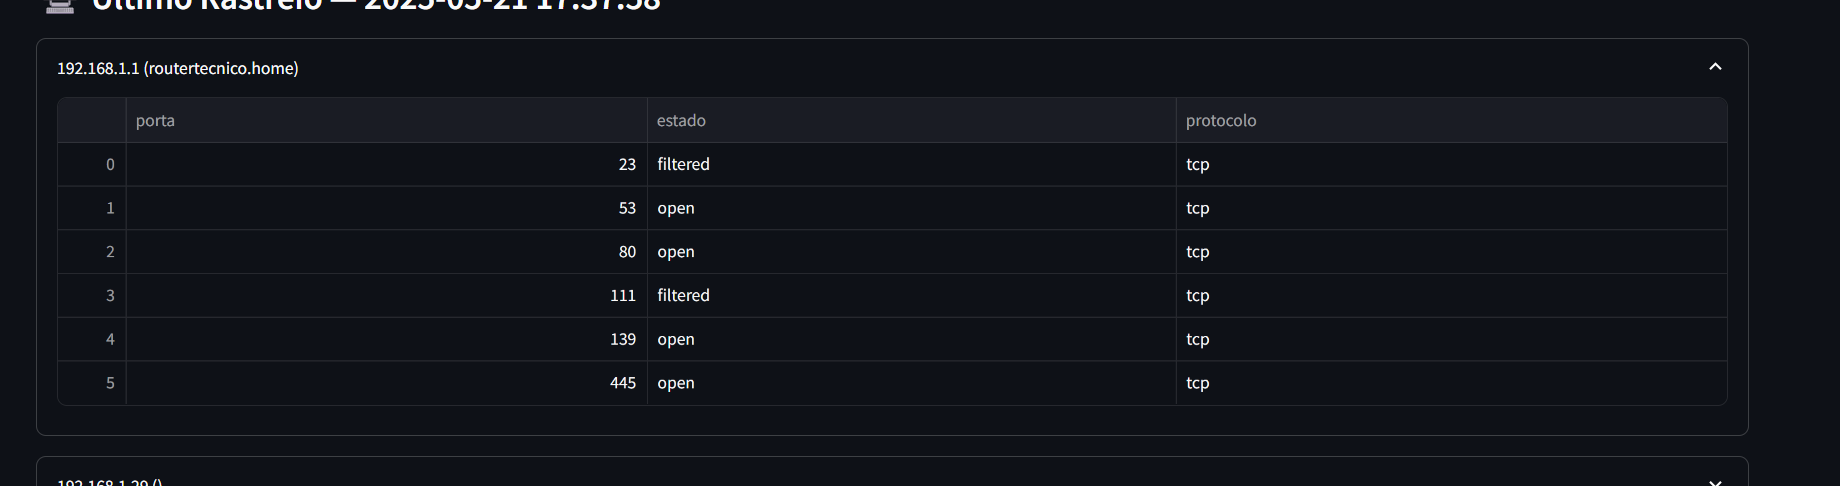 Último Rastreio — 2025-05-21 17:37:58
192.168.1.1 (routertecnico.home)
porta estado protocolo
0 23 filtered tcp
1 53 open tcp
2 80 open tcp
3 111 filtered tcp
4 139 open tcp
5 445 open tcp
192.168.1.29 ()